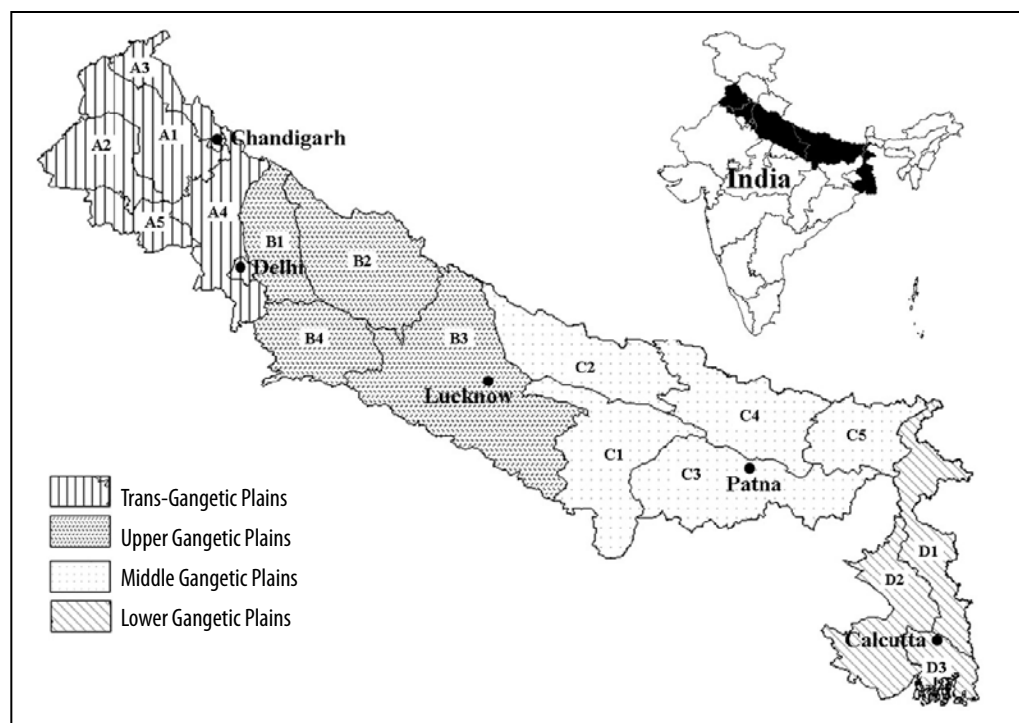 A3
A2
A1
Chandigarh
A5
A4
B1
B2
Delhi
B4
B3
Lucknow
C2
C4
C5
C1
C3
Patna
D1
D2
Calcutta
D3
India
Trans-Gangetic Plains
Upper Gangetic Plains
Middle Gangetic Plains
Lower Gangetic Plains